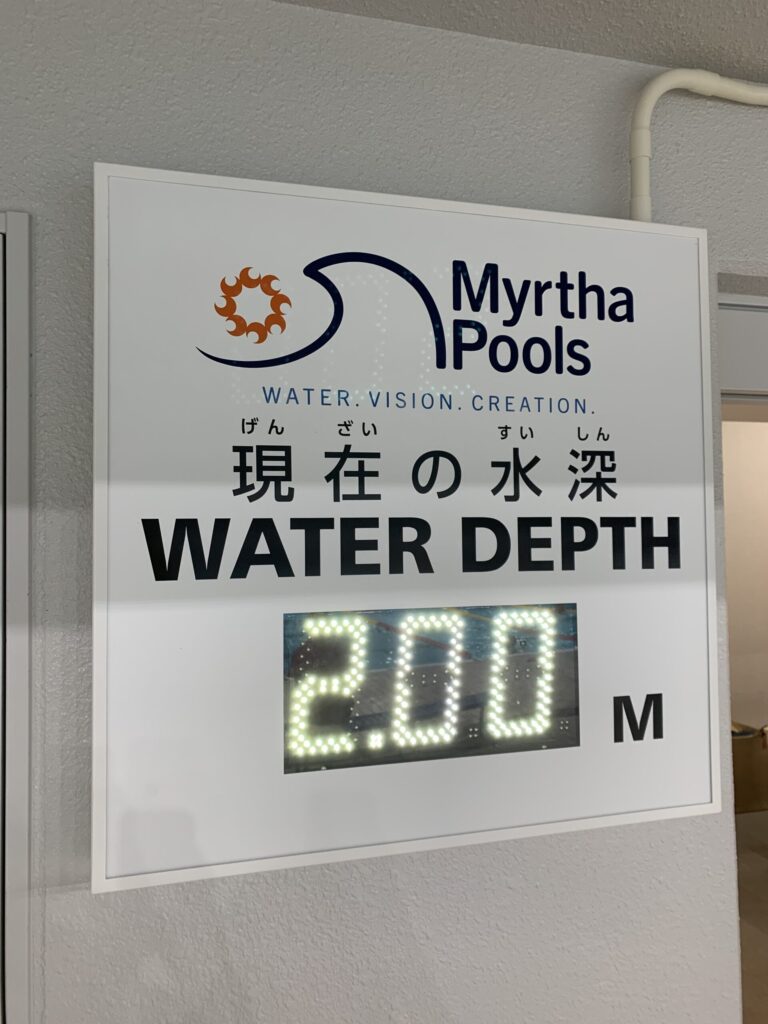 Myrtha
Pools
WATER. VISION. CREATION.
げん ざい すい しん
現在の水深
WATER DEPTH
2.00 M